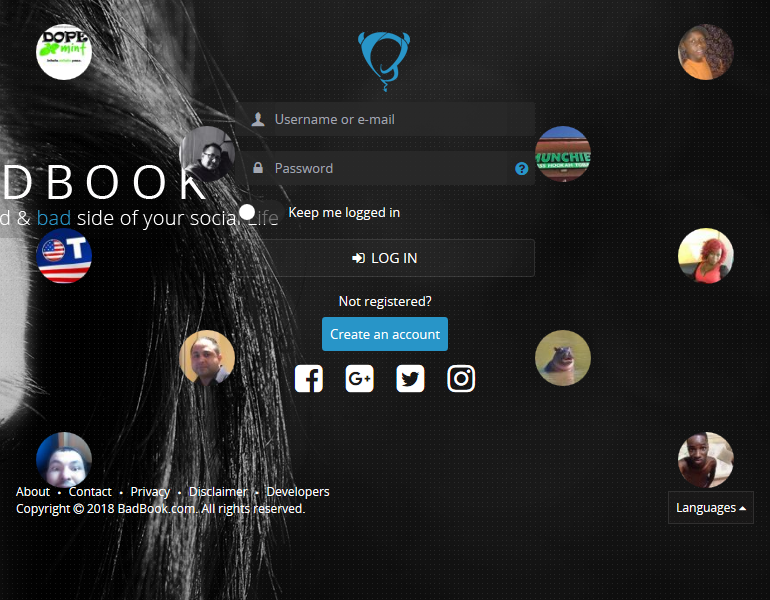 DOPE
mint
Username or e-mail
MUNCHIE
Password
DBOOK
d & bad side of your social Life
OT
Keep me logged in
LOG IN
Not registered?
Create an account
G+
About • Contact • Privacy • Disclaimer • Developers
Copyright © 2018 BadBook.com. All rights reserved.
Languages